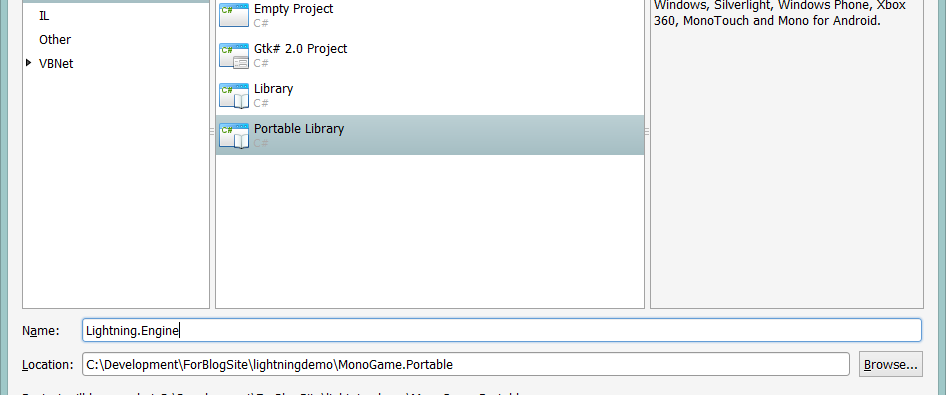 Windows, Silverlight, Windows Phone, Xbox
360, MonoTouch and Mono for Android.
IL
Other
VBNet
Empty Project
C#
Gtk# 2.0 Project
C#
Library
C#
Portable Library
C#
Name: Lightning.Engine
Location: C:\Development\ForBlogSite\lightningdemo\MonoGame.Portable Browse...